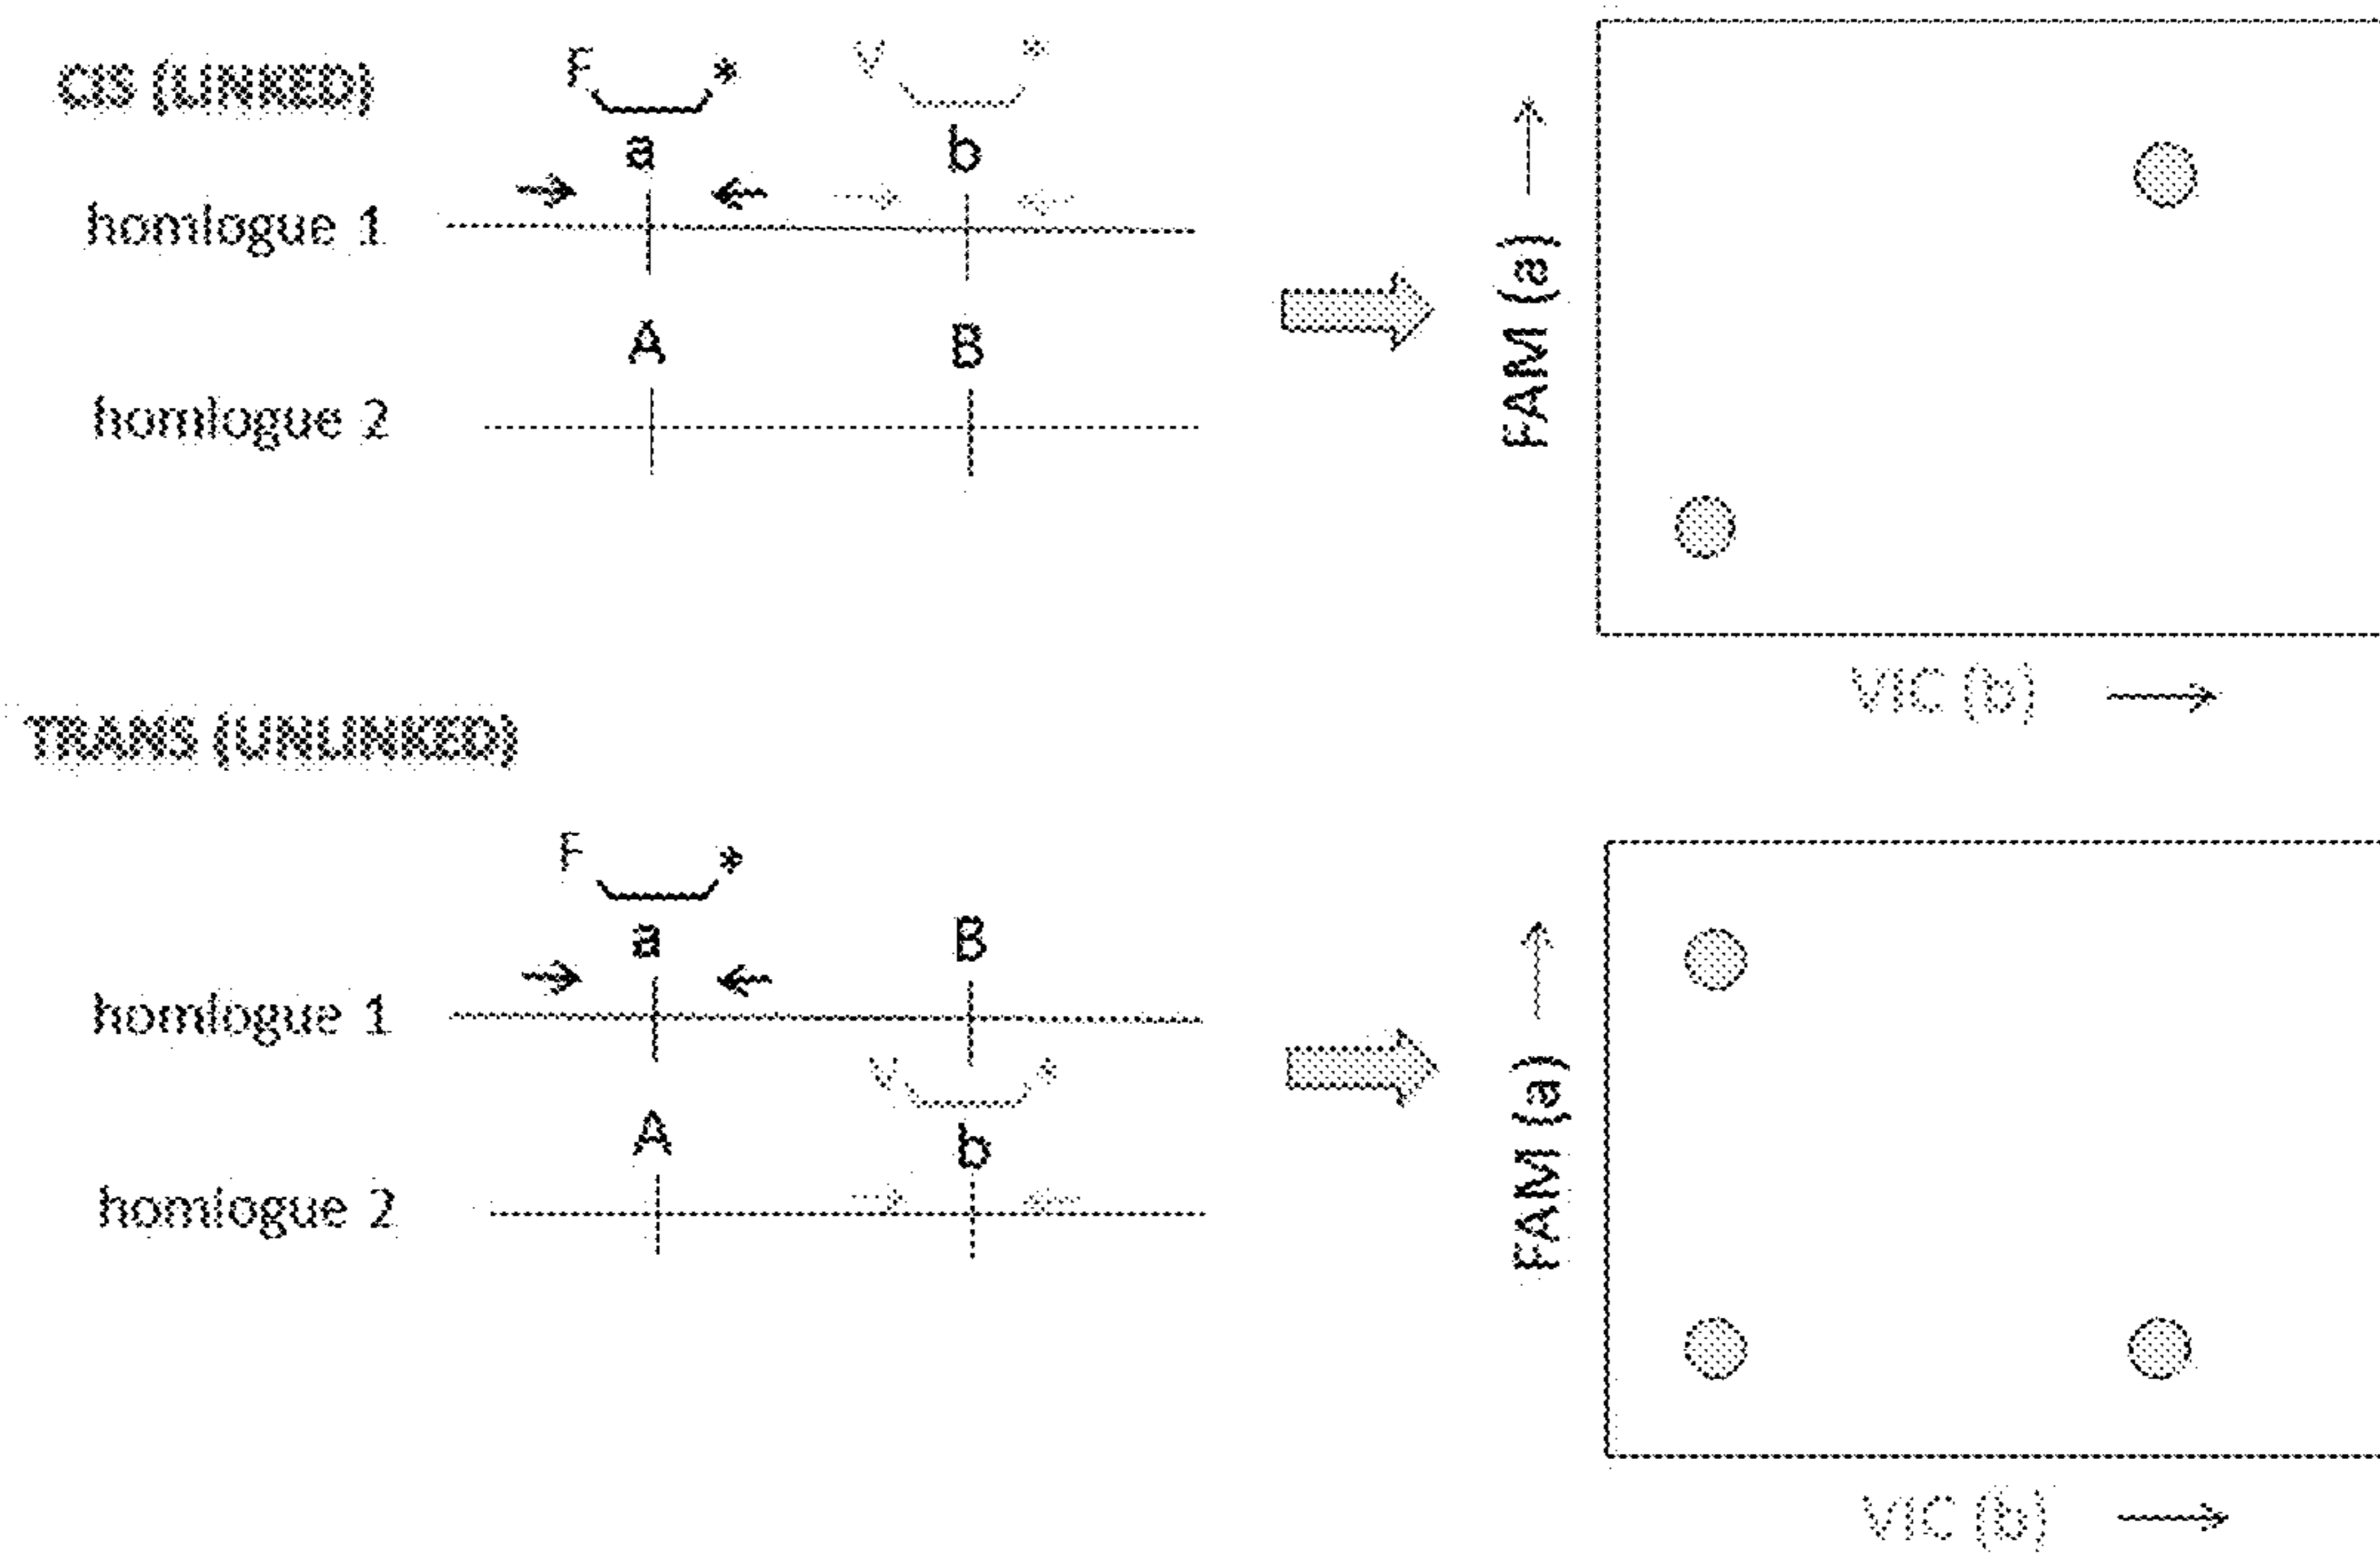 CIS (LINKED)
F * V *
a b
homlogue 1
A B
homlogue 2
FAM (a)
VIC (b)
TRANS (UNLINKED)
F *
a B
homlogue 1
V *
A b
homlogue 2
FAM (a)
VIC (b)